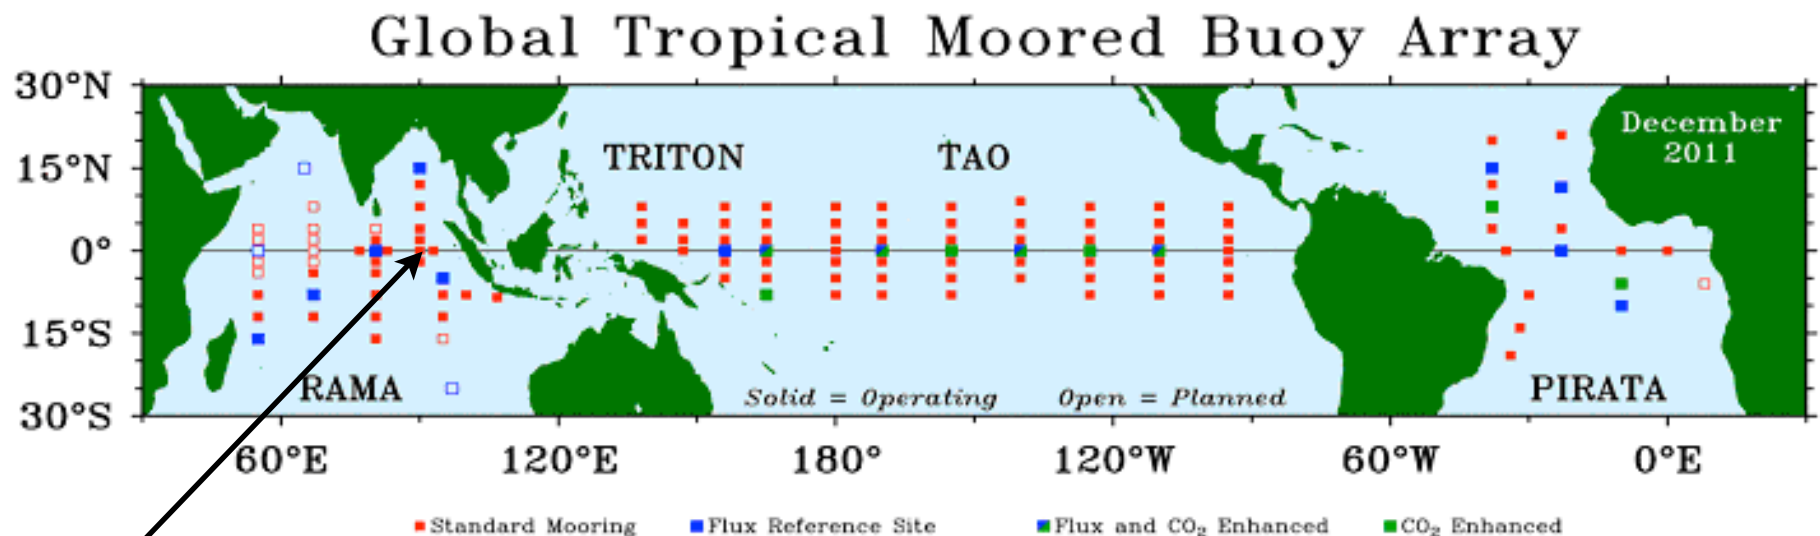 Global Tropical Moored Buoy Array
30°N
15°N
0°
15°S
30°S
TRITON
TAO
December
2011
RAMA
Solid = Operating
Open = Planned
PIRATA
60°E
120°E
180°
120°W
60°W
0°E
Standard Mooring
Flux Reference Site
Flux and CO₂ Enhanced
CO₂ Enhanced